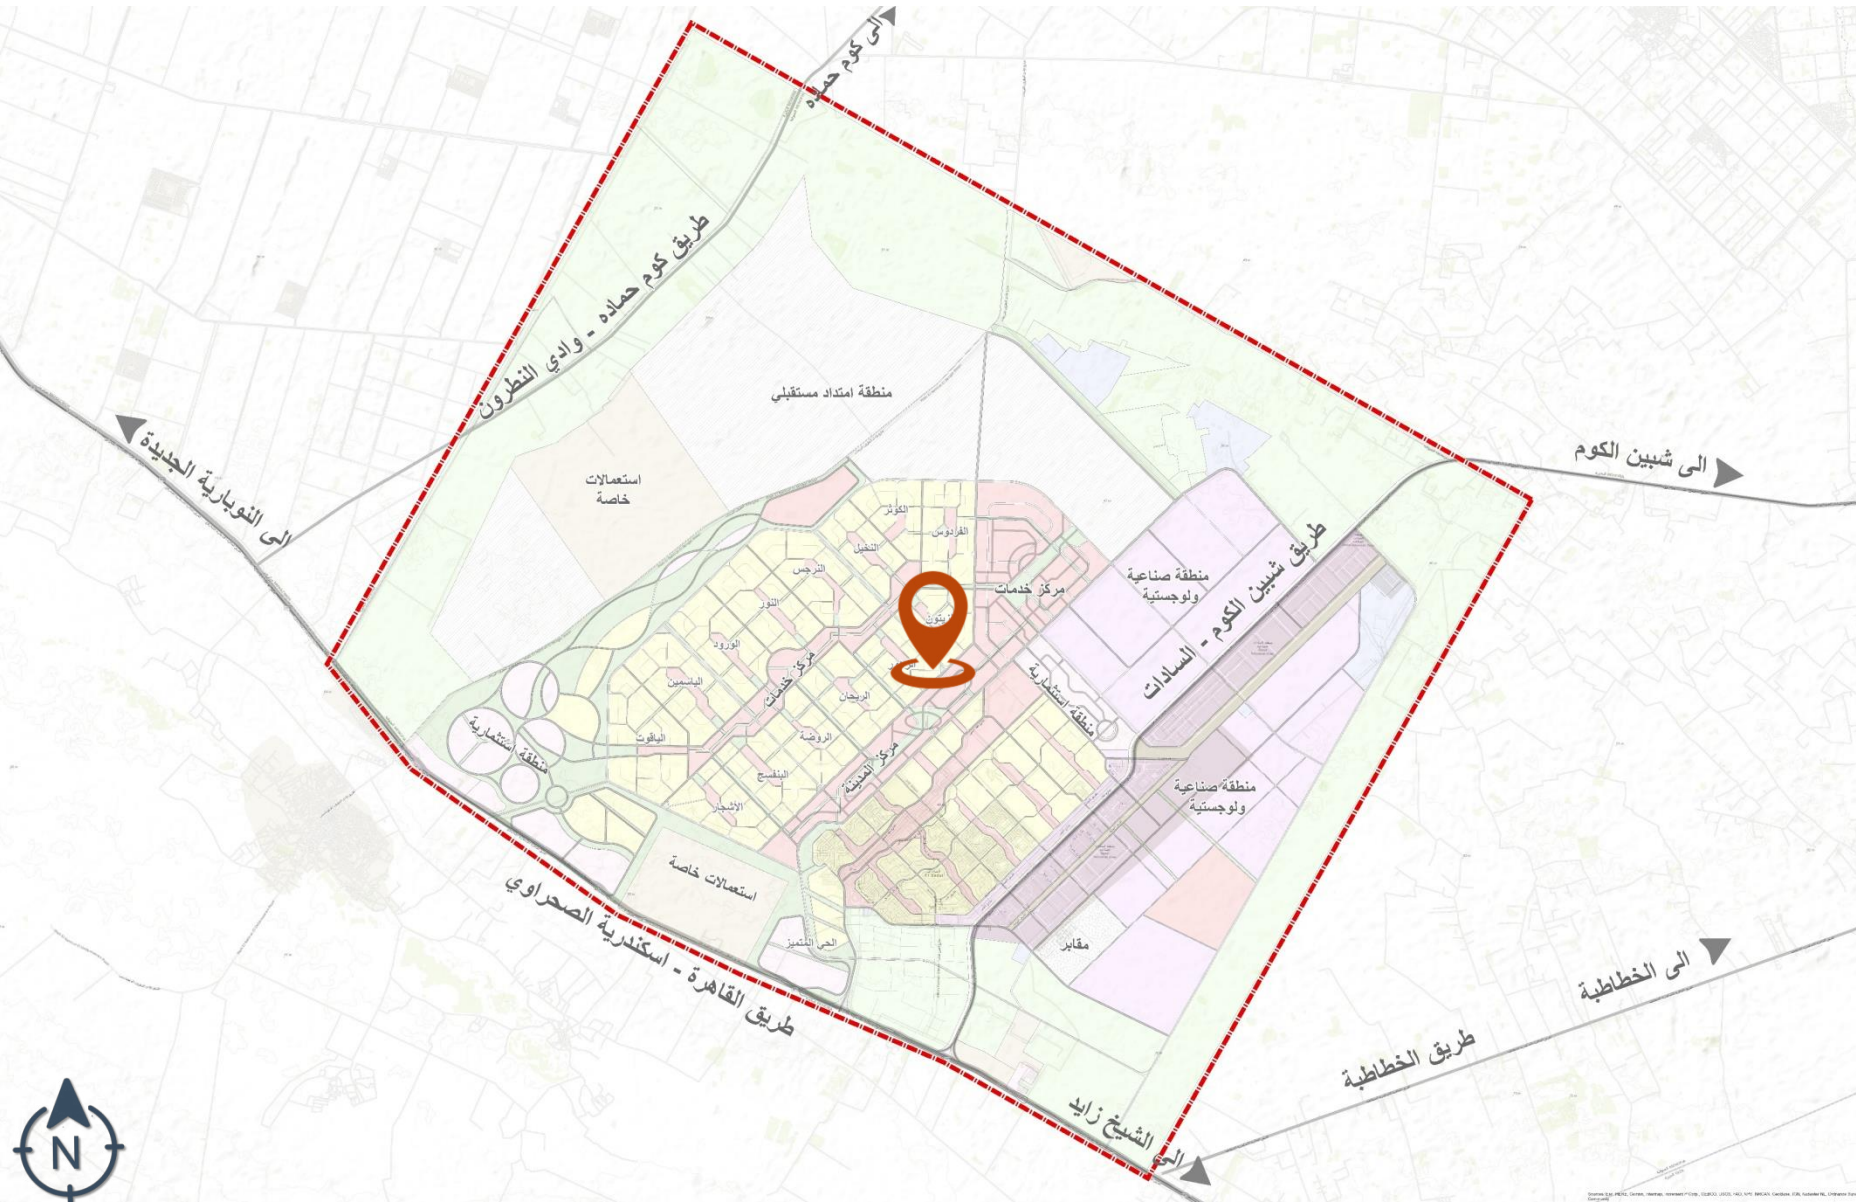 الى كوم حماده
طريق كوم حماده - وادي النطرون
منطقة امتداد مستقبلي
الى النوبارية الجديدة
استعمالات
خاصة
الى شبين الكوم
طريق شبين الكوم - السادات
الكوثر
الفردوس
النخيل
النرجس
النور
مركز خدمات
منطقة صناعية
ولوجستية
الورود
الياسمين
مركز خدمات
الريحان
منطقة استثمارية
الياقوت
الروضة
مركز المدينة
منطقة استثمارية
البنفسج
الأشجار
منطقة صناعية
ولوجستية
استعمالات خاصة
الحي المتميز
مقابر
طريق القاهرة - اسكندرية الصحراوي
الى الخطاطبة
طريق الخطاطبة
الى الشيخ زايد
N